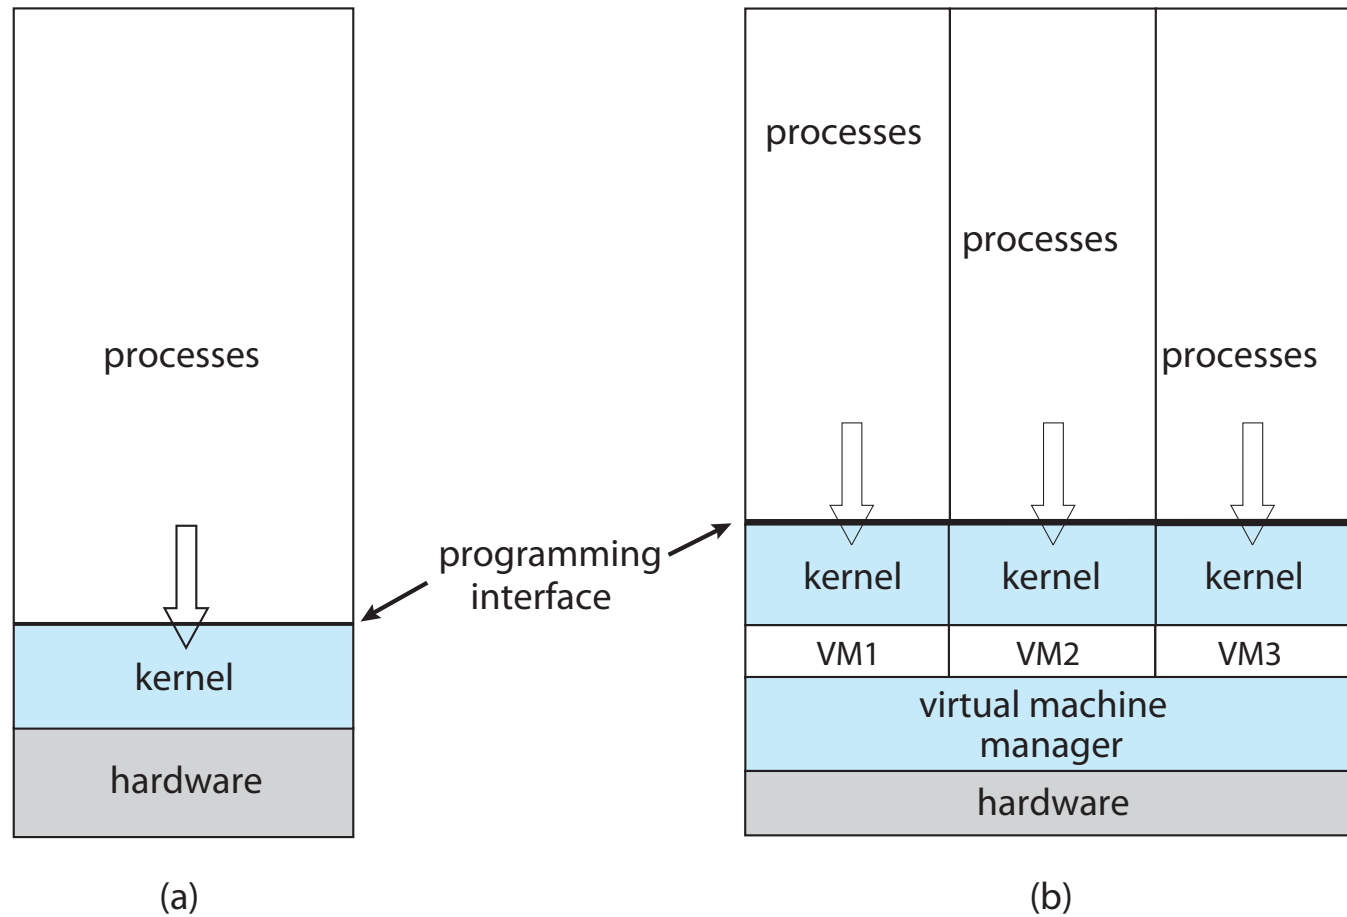 processes
kernel
hardware
(a)
programming
interface
processes
processes
processes
kernel
kernel
kernel
VM1
VM2
VM3
virtual machine
manager
hardware
(b)